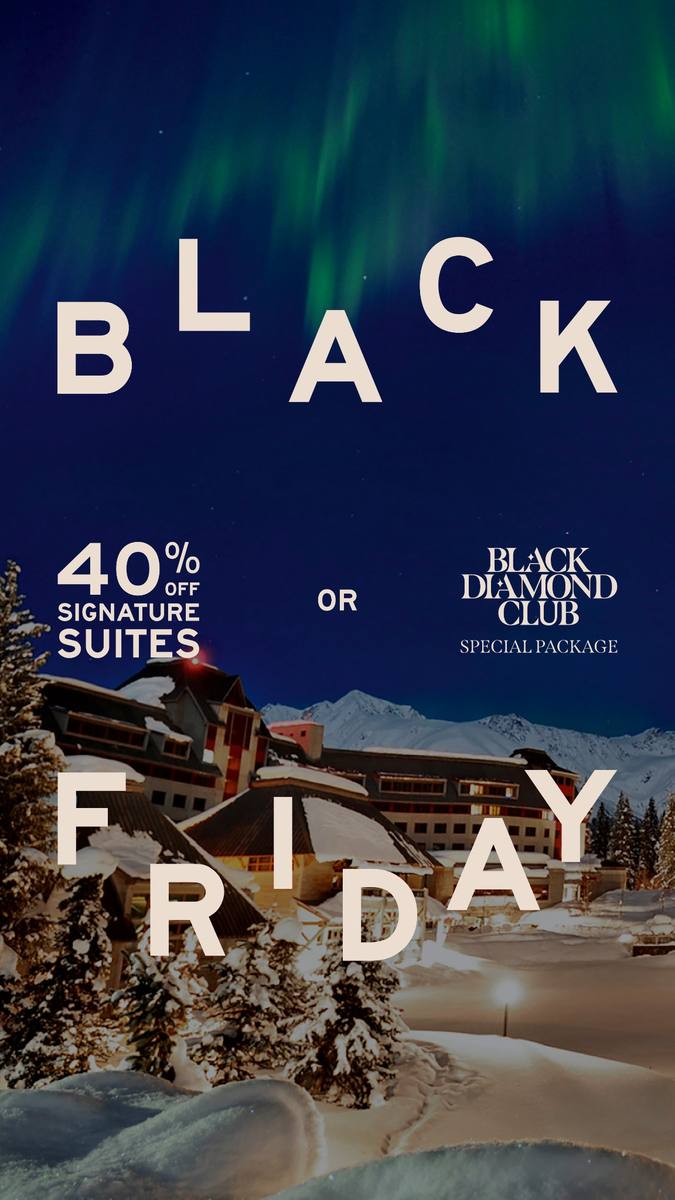 BLACK
40% OFF
SIGNATURE
SUITES
OR
BLACK
DIAMOND
CLUB
SPECIAL PACKAGE
FRIDAY